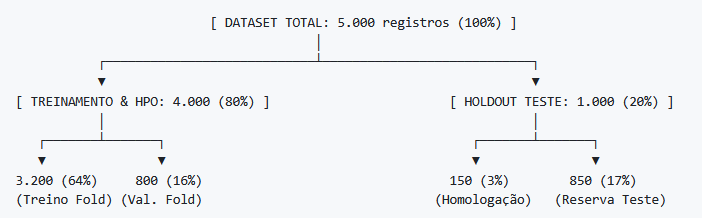 [ DATASET TOTAL: 5.000 registros (100%) ]
[ TREINAMENTO & HPO: 4.000 (80%) ] [ HOLDOUT TESTE: 1.000 (20%) ]
3.200 (64%) 800 (16%) 150 (3%) 850 (17%)
(Treino Fold) (Val. Fold) (Homologação) (Reserva Teste)